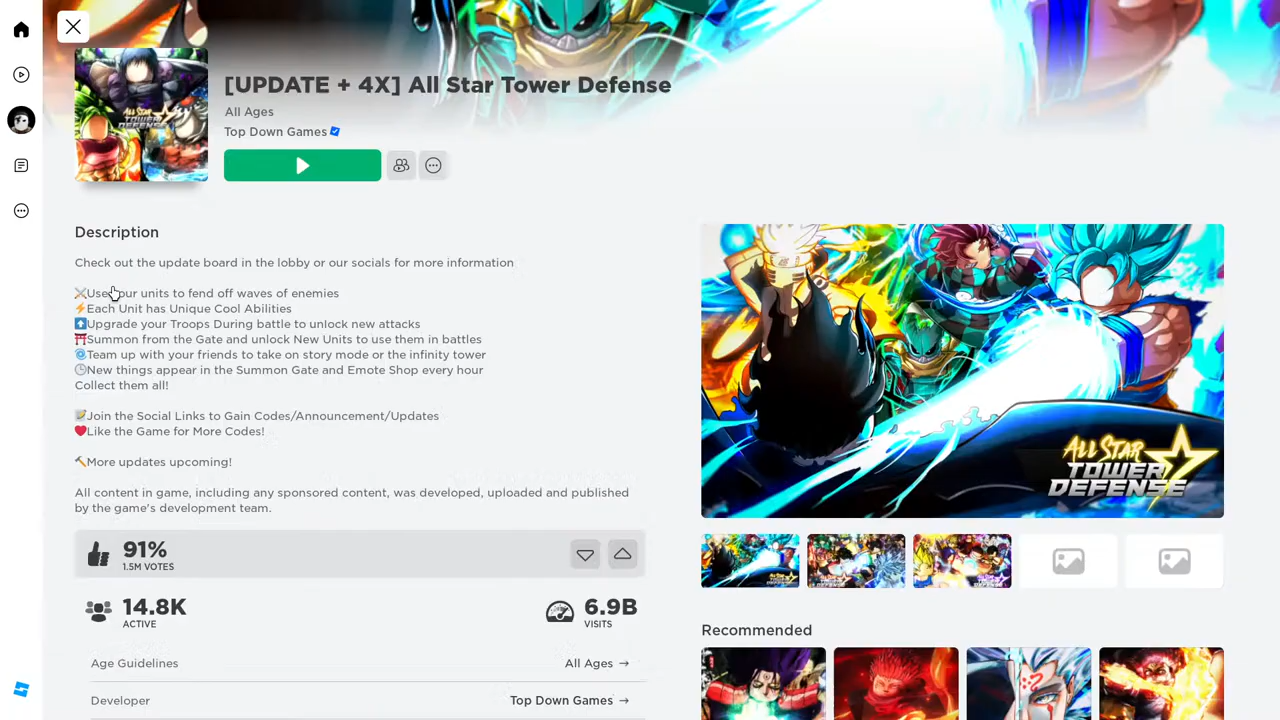 [UPDATE + 4X] All Star Tower Defense
All Ages
Top Down Games
Description
Check out the update board in the lobby or our socials for more information
⚔️Use your units to fend off waves of enemies
⚡Each Unit has Unique Cool Abilities
⬆️Upgrade your Troops During battle to unlock new attacks
⛩️Summon from the Gate and unlock New Units to use them in battles
🌀Team up with your friends to take on story mode or the infinity tower
🕒New things appear in the Summon Gate and Emote Shop every hour
Collect them all!
📝Join the Social Links to Gain Codes/Announcement/Updates
❤️Like the Game for More Codes!
🔨More updates upcoming!
All content in game, including any sponsored content, was developed, uploaded and published
by the game's development team.
91%
1.5M VOTES
14.8K
ACTIVE
6.9B
VISITS
Age Guidelines
All Ages →
Developer
Top Down Games →
ALL STAR
TOWER
DEFENSE
Recommended